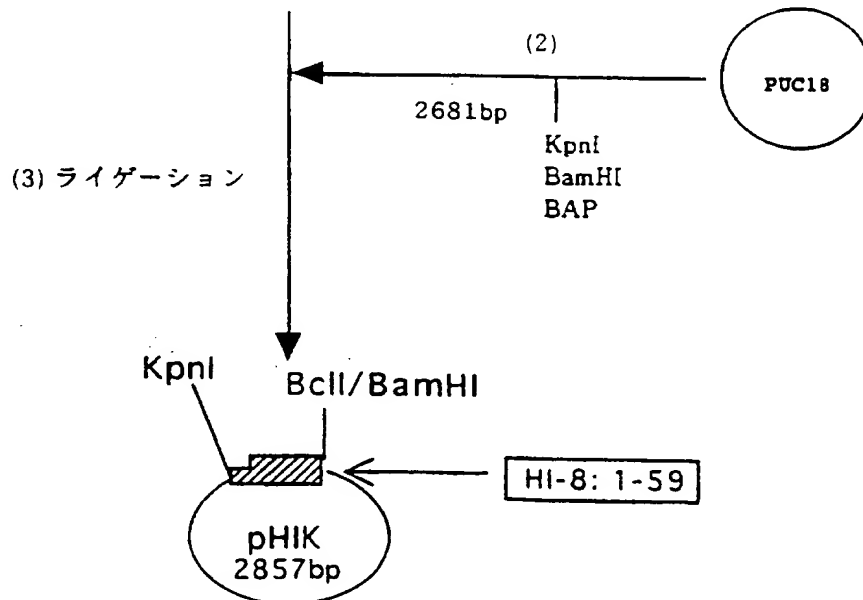 (2)
PUC18
2681bp
KpnI
BamHI
BAP
(3) ライゲーション
KpnI
BclI/BamHI
HI-8: 1-59
pHIK
2857bp